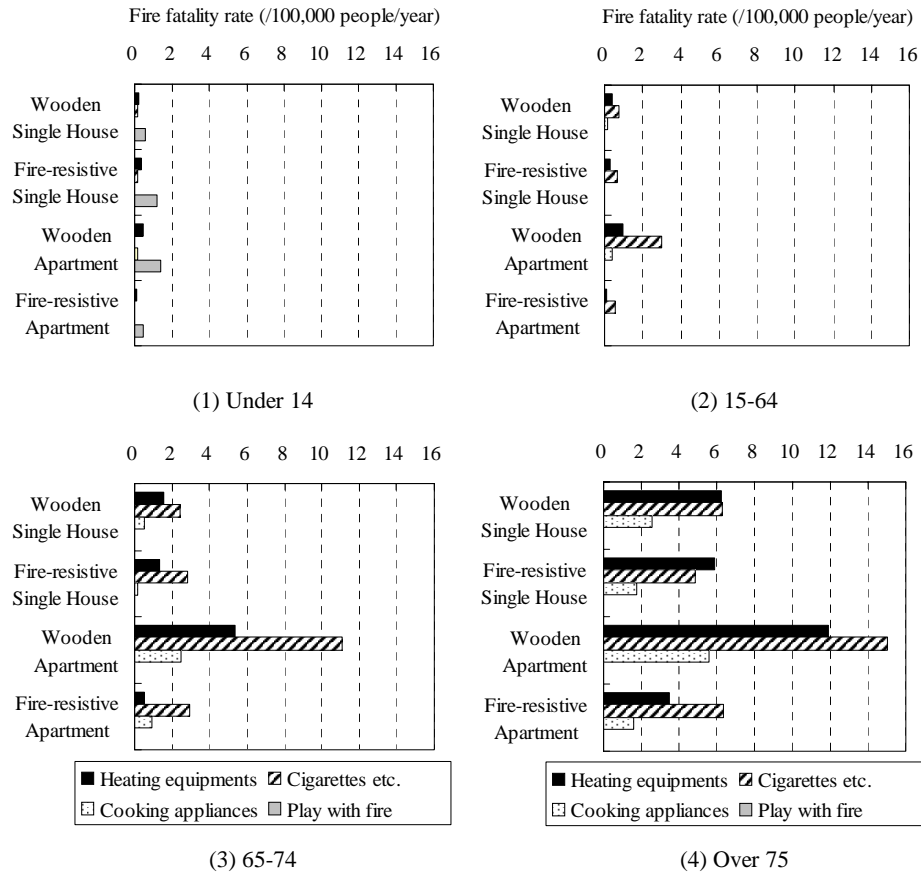 Fire fatality rate (/100,000 people/year)
0 2 4 6 8 10 12 14 16
Wooden
Single House
Fire-resistive
Single House
Wooden
Apartment
Fire-resistive
Apartment
(1) Under 14
Fire fatality rate (/100,000 people/year)
0 2 4 6 8 10 12 14 16
Wooden
Single House
Fire-resistive
Single House
Wooden
Apartment
Fire-resistive
Apartment
(2) 15-64
0 2 4 6 8 10 12 14 16
Wooden
Single House
Fire-resistive
Single House
Wooden
Apartment
Fire-resistive
Apartment
Heating equipments Cigarettes etc.
Cooking appliances Play with fire
(3) 65-74
0 2 4 6 8 10 12 14 16
Wooden
Single House
Fire-resistive
Single House
Wooden
Apartment
Fire-resistive
Apartment
Heating equipments Cigarettes etc.
Cooking appliances Play with fire
(4) Over 75